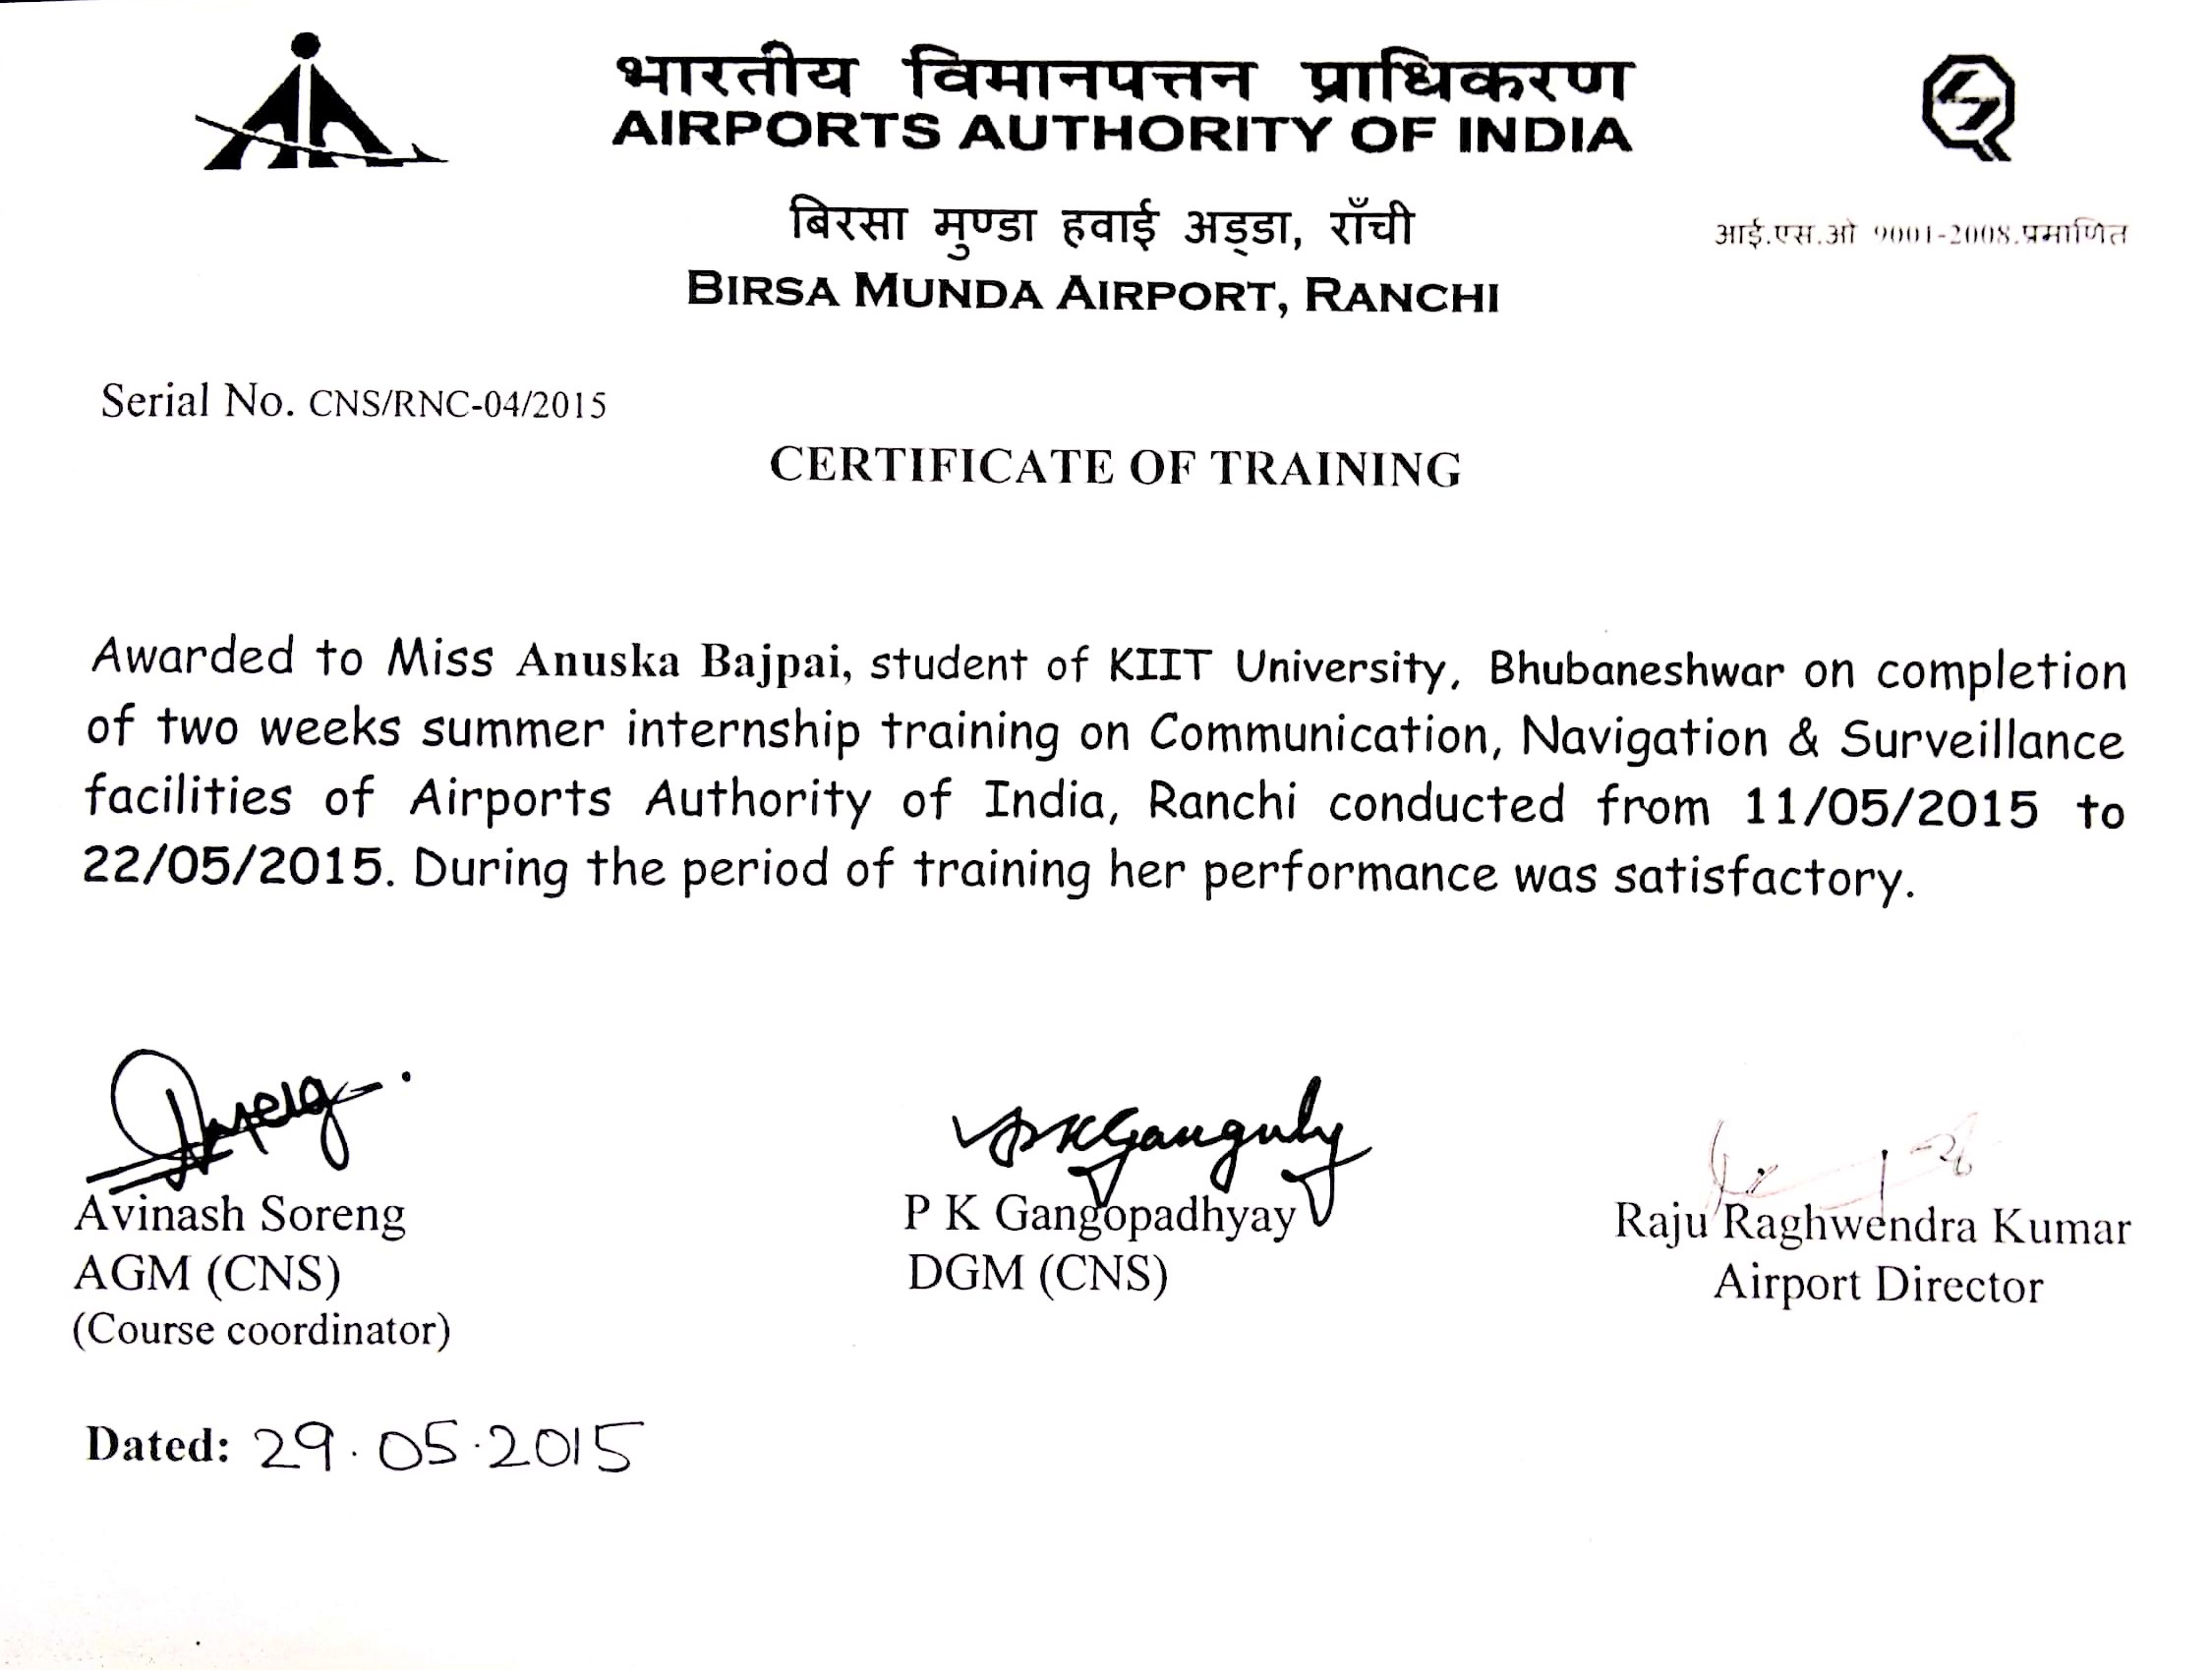 भारतीय विमानपत्तन प्राधिकरण
AIRPORTS AUTHORITY OF INDIA
बिरसा मुण्डा हवाई अड्डा, राँची
आई.एस.ओ ९००१-२००८.प्रमाणित
BIRSA MUNDA AIRPORT, RANCHI
Serial No. CNS/RNC-04/2015
CERTIFICATE OF TRAINING
Awarded to Miss Anuska Bajpai, student of KIIT University, Bhubaneshwar on completion
of two weeks summer internship training on Communication, Navigation & Surveillance
facilities of Airports Authority of India, Ranchi conducted from 11/05/2015 to
22/05/2015. During the period of training her performance was satisfactory.
PKGanguly
Avinash Soreng
AGM (CNS)
(Course coordinator)
P K Gangopadhyay
DGM (CNS)
Raju Raghwendra Kumar
Airport Director
Dated: 29.05.2015